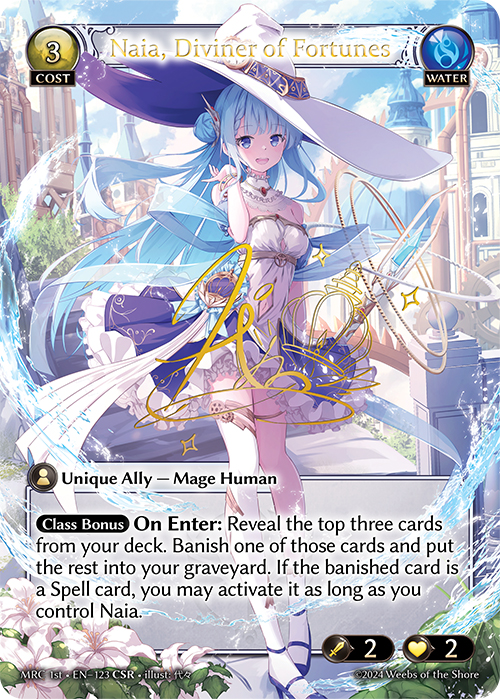 3
COST
Naia, Diviner of Fortunes
WATER
Unique Ally — Mage Human
Class Bonus On Enter: Reveal the top three cards
from your deck. Banish one of those cards and put
the rest into your graveyard. If the banished card is
a Spell card, you may activate it as long as you
control Naia.
2
2
MRC 1st • EN–123 CSR • illust: 代々
©2024 Weebs of the Shore